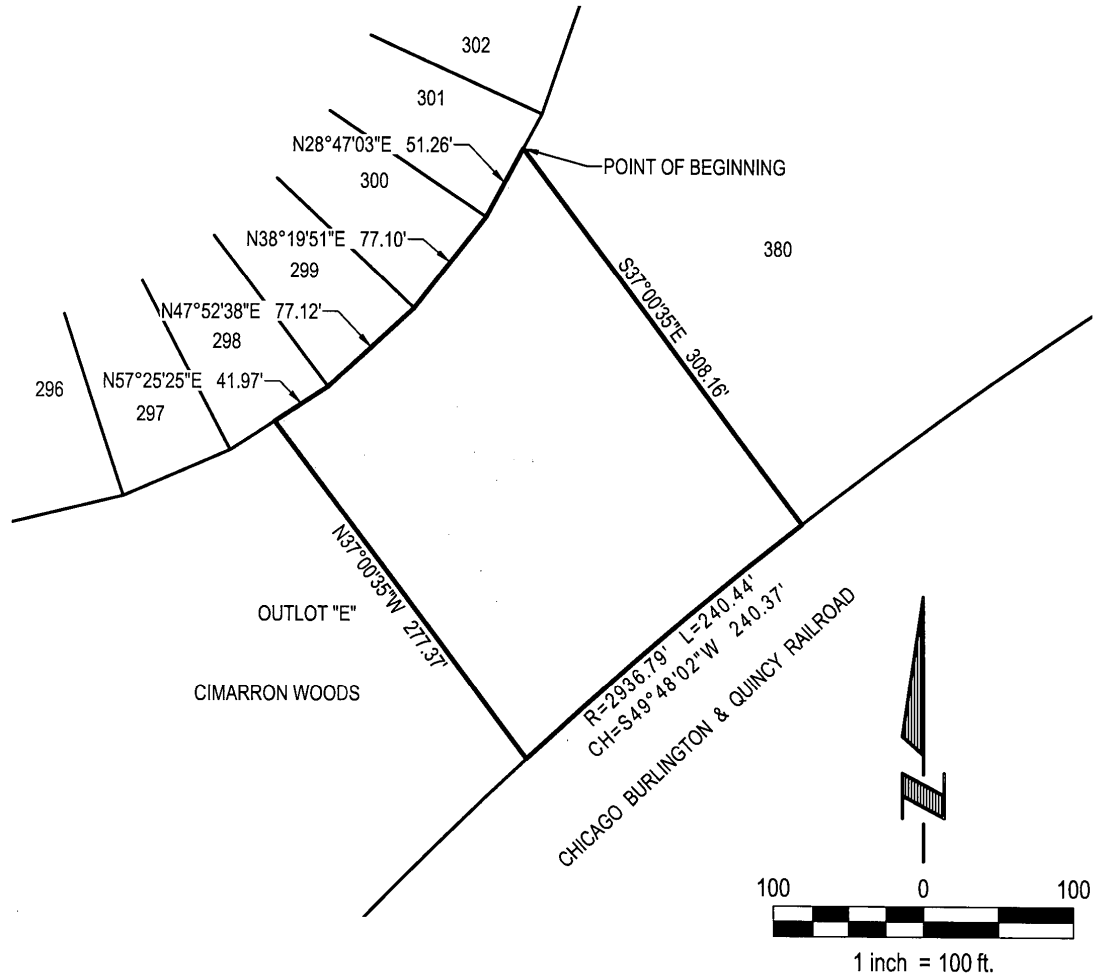 302
301
N28°47'03"E 51.26'
POINT OF BEGINNING
300
N38°19'51"E 77.10'
299
380
S37°00'35"E 308.16'
N47°52'38"E 77.12'
298
N57°25'25"E 41.97'
296
297
N37°00'35"W 277.37'
OUTLOT "E"
CIMARRON WOODS
R=2936.79' L=240.44'
CH=S49°48'02"W 240.37'
CHICAGO BURLINGTON & QUINCY RAILROAD
100 0 100
1 inch = 100 ft.